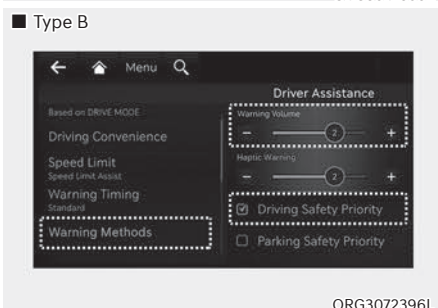 ■ Type B
Menu
Driver Assistance
Based on DRIVE MODE
Driving Convenience
Speed Limit
Speed Limit Assist
Warning Timing
Standard
Warning Methods
Warning Volume
- 2 +
Haptic Warning
- 2 +
Driving Safety Priority
Parking Safety Priority
ORG3072396L